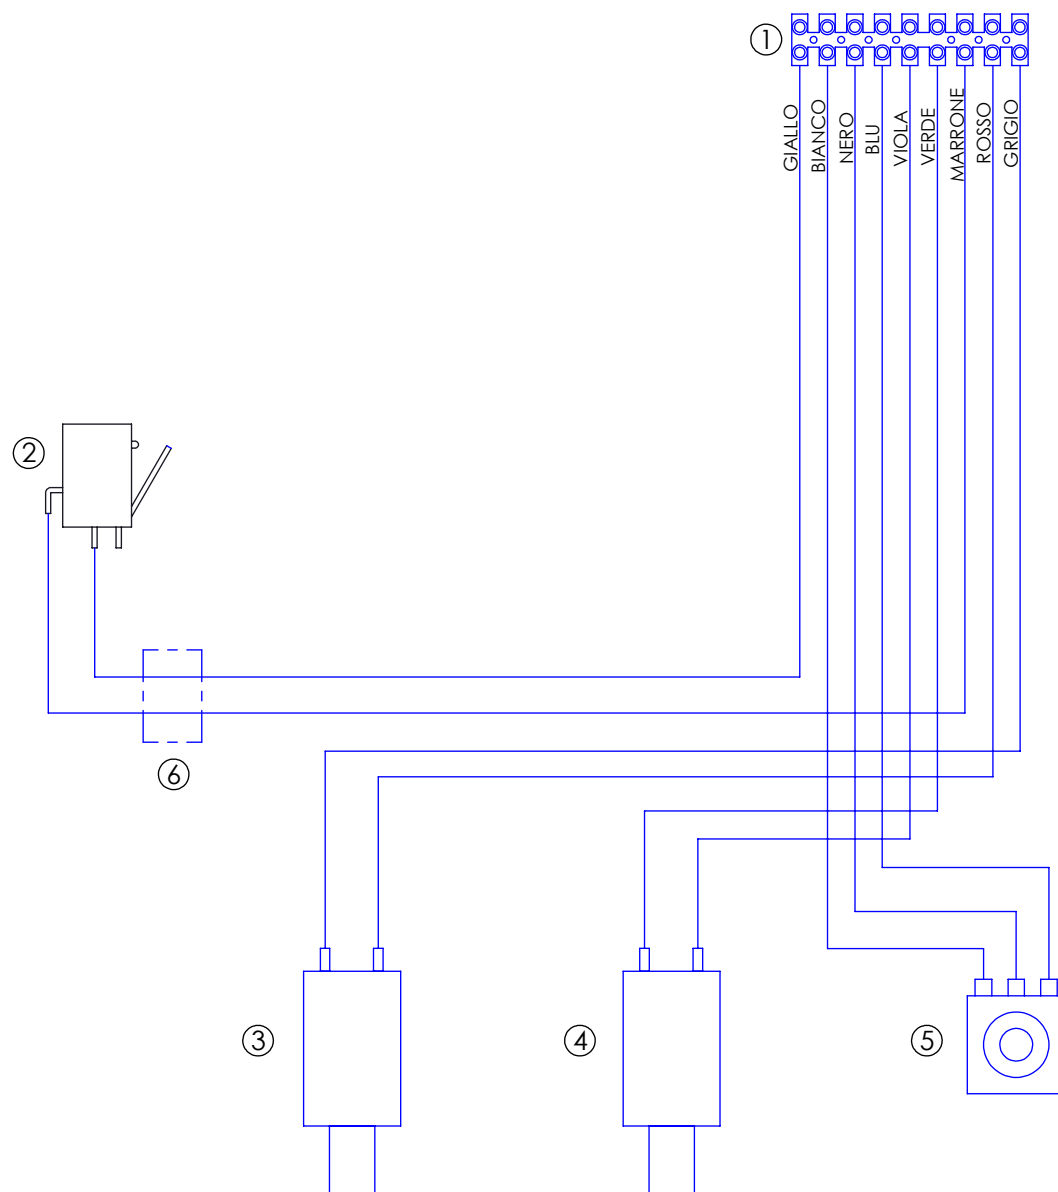 ①
GIALLO
BIANCO
NERO
BLU
VIOLA
VERDE
MARRONE
ROSSO
GRIGIO
②
⑥
③
④
⑤